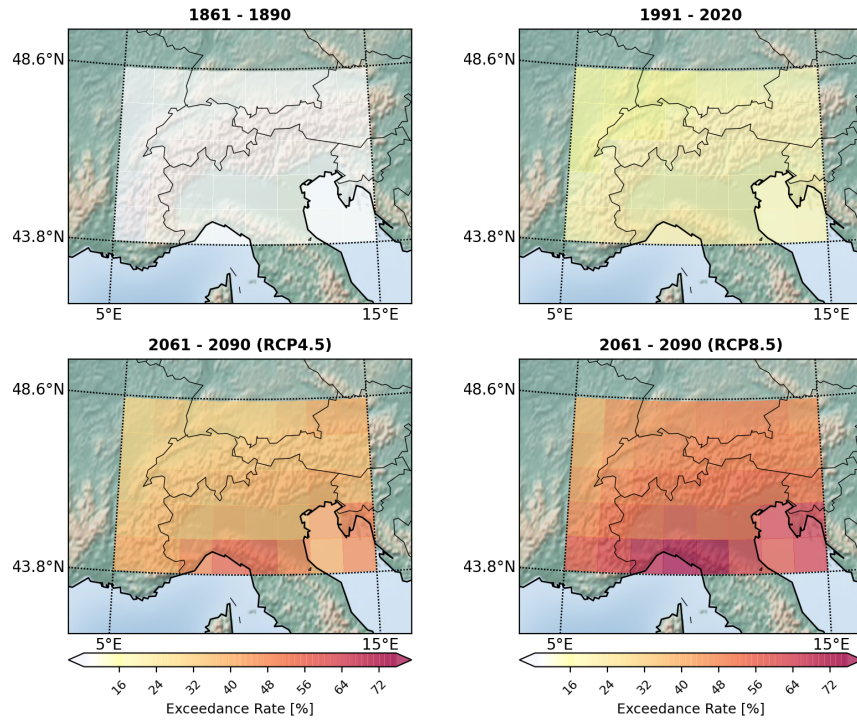 1861 - 1890
1991 - 2020
48.6°N
43.8°N
5°E
15°E
48.6°N
43.8°N
5°E
15°E
2061 - 2090 (RCP4.5)
2061 - 2090 (RCP8.5)
48.6°N
43.8°N
5°E
15°E
48.6°N
43.8°N
5°E
15°E
16 24 32 40 48 56 64 72
Exceedance Rate [%]
16 24 32 40 48 56 64 72
Exceedance Rate [%]